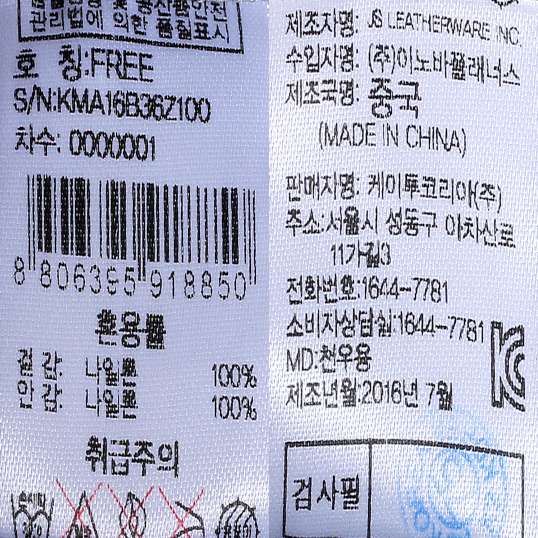 호 칭:FREE
S/N:KMA16B36Z100
차수: 0000001
8 806395 918850
혼용률
겉 감: 나일론 100%
안 감: 나일론 100%
취급주의
제조자명: JS LEATHERWARE INC.
수입자명: (주)이노바플래너스
제조국명: 중국
(MADE IN CHINA)
판매자명: 케이투코리아(주)
주소:서울시 성동구 아차산로
11가길3
전화번호:1644-7781
소비자상담실:1644-7781
MD:천우용
제조년월:2016년 7월
검사필